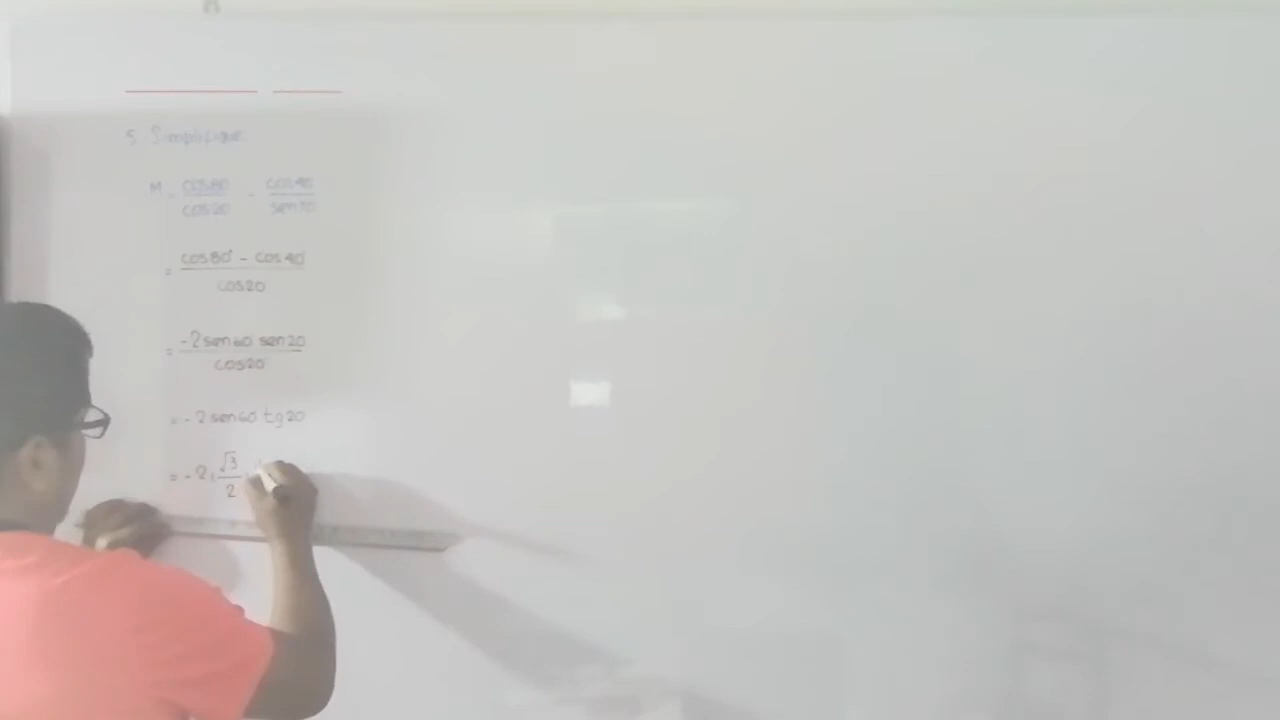 5. Simplifique
M = cos80/cos20 - cos40/sen70
= cos80° - cos40°/cos20
= -2sen60° sen20/cos20°
= -2sen60° tg20
= -2·√3/2